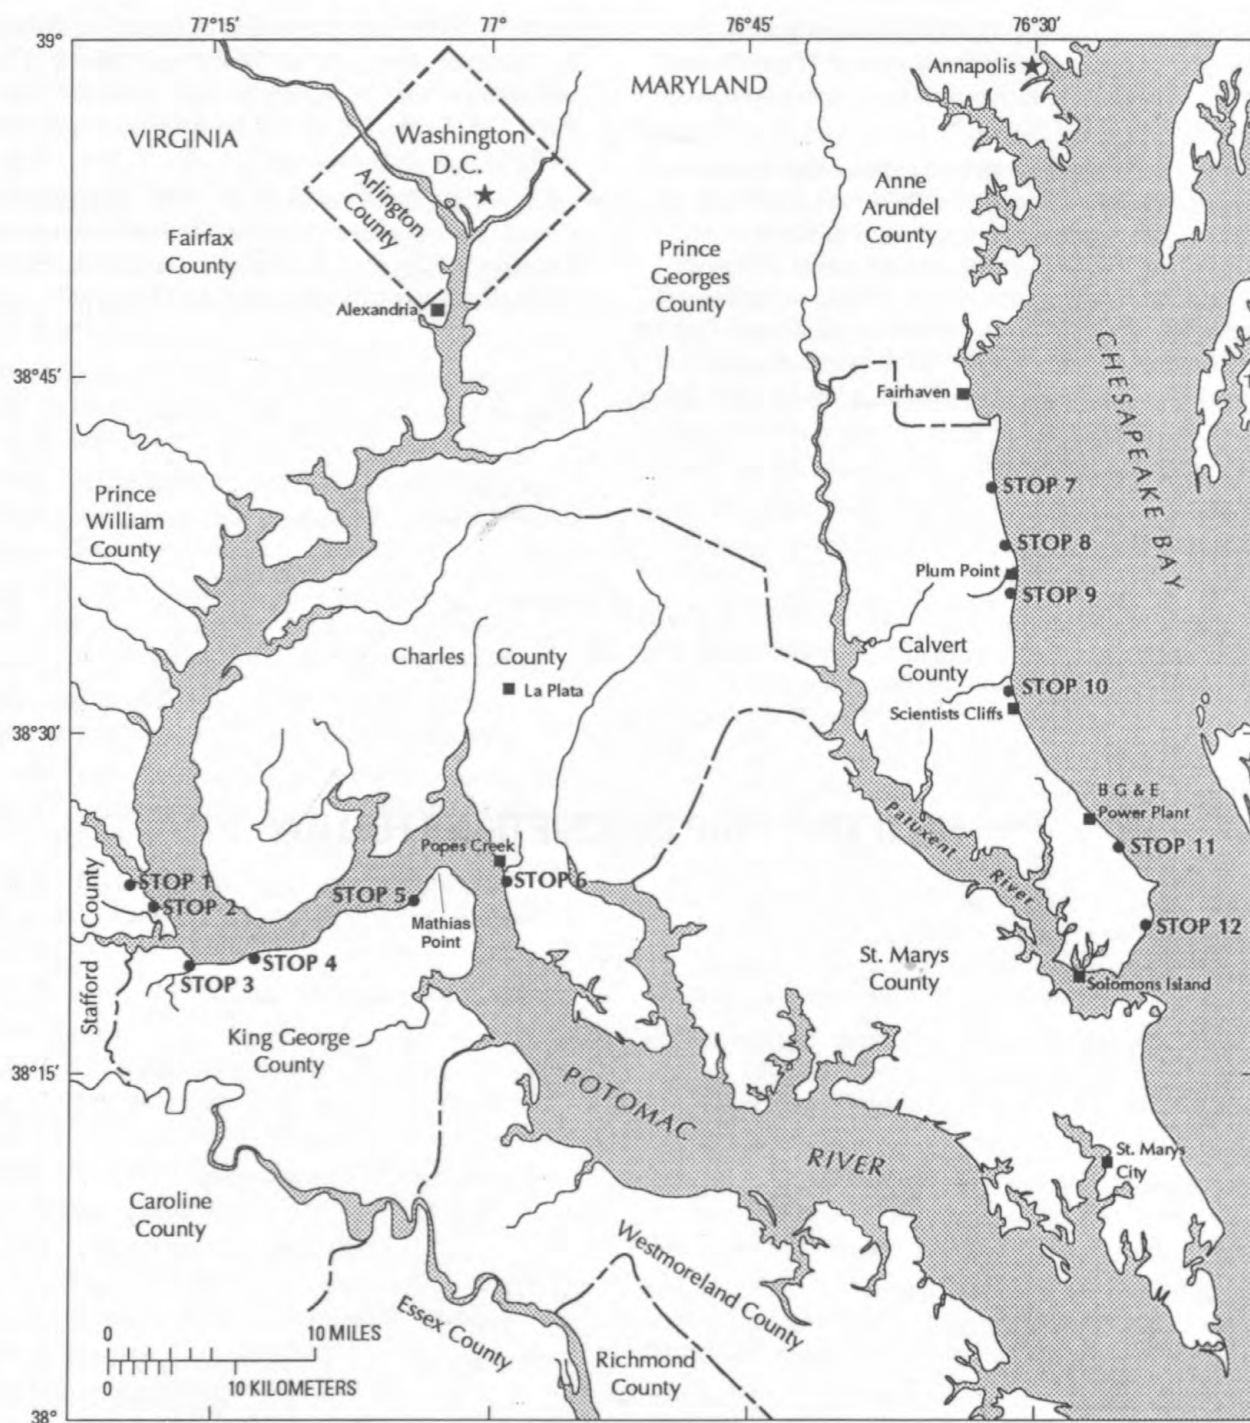 77°15′ 77° 76°45′ 76°30′
39°
Annapolis
MARYLAND
VIRGINIA
Washington
D.C.
Arlington
County
Anne
Arundel
County
Fairfax
County
Prince
Georges
County
Alexandria
CHESAPEAKE BAY
38°45′
Fairhaven
STOP 7
Prince
William
County
STOP 8
Plum Point
STOP 9
Charles County
Calvert
County
La Plata
STOP 10
Scientists Cliffs
38°30′
B G & E
Power Plant
Patuxent River
STOP 11
Popes Creek
STOP 1
STOP 5
STOP 6
STOP 2
Mathias
Point
STOP 12
St. Marys
County
STOP 4
STOP 3
Solomons Island
Stafford County
King George
County
38°15′
POTOMAC RIVER
St. Marys
City
Caroline
County
Westmoreland County
Essex County
Richmond
County
0 10 MILES
0 10 KILOMETERS
38°